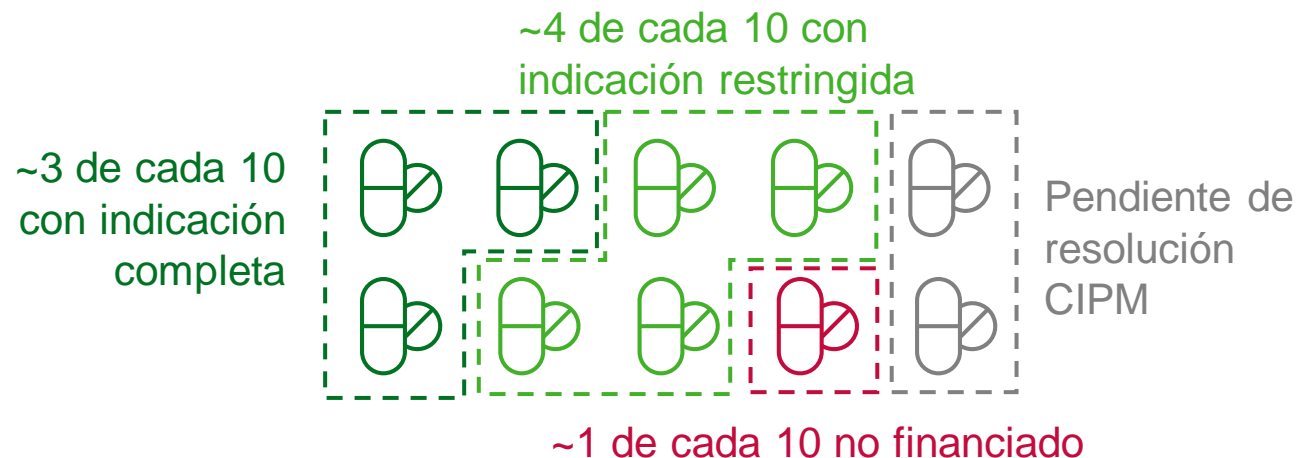 ~4 de cada 10 con
indicación restringida
~3 de cada 10
con indicación
completa
Pendiente de
resolución
CIPM
~1 de cada 10 no financiado